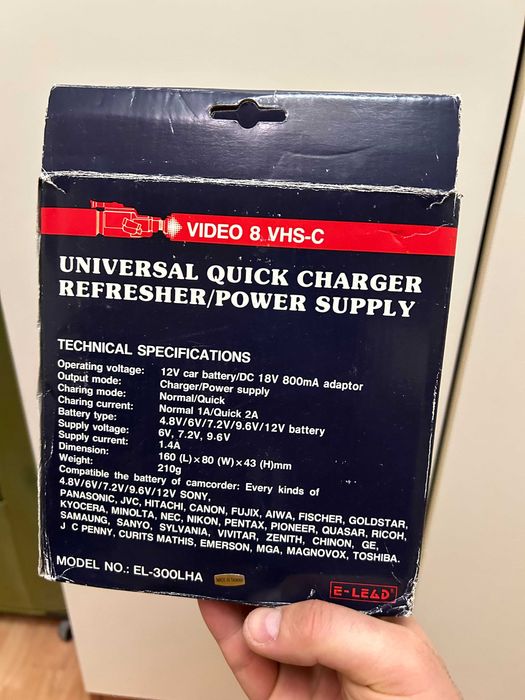 VIDEO 8 VHS-C
UNIVERSAL QUICK CHARGER
REFRESHER/POWER SUPPLY
TECHNICAL SPECIFICATIONS
Operating voltage: 12V car battery/DC 18V 800mA adaptor
Output mode: Charger/Power supply
Charing mode: Normal/Quick
Charing current: Normal 1A/Quick 2A
Battery type: 4.8V/6V/7.2V/9.6V/12V battery
Supply voltage: 6V, 7.2V, 9.6V
Supply current: 1.4A
Dimension: 160 (L)×80 (W)×43 (H)mm
Weight: 210g
Compatible the battery of camcorder: Every kinds of
4.8V/6V/7.2V/9.6V/12V SONY,
PANASONIC, JVC, HITACHI, CANON, FUJIX, AIWA, FISCHER, GOLDSTAR,
KYOCERA, MINOLTA, NEC, NIKON, PENTAX, PIONEER, QUASAR, RICOH,
SAMAUNG, SANYO, SYLVANIA, VIVITAR, ZENITH, CHINON, GE,
J C PENNY, CURITS MATHIS, EMERSON, MGA, MAGNOVOX, TOSHIBA.
MODEL NO.: EL-300LHA
MADE IN TAIWAN
E-LEAD